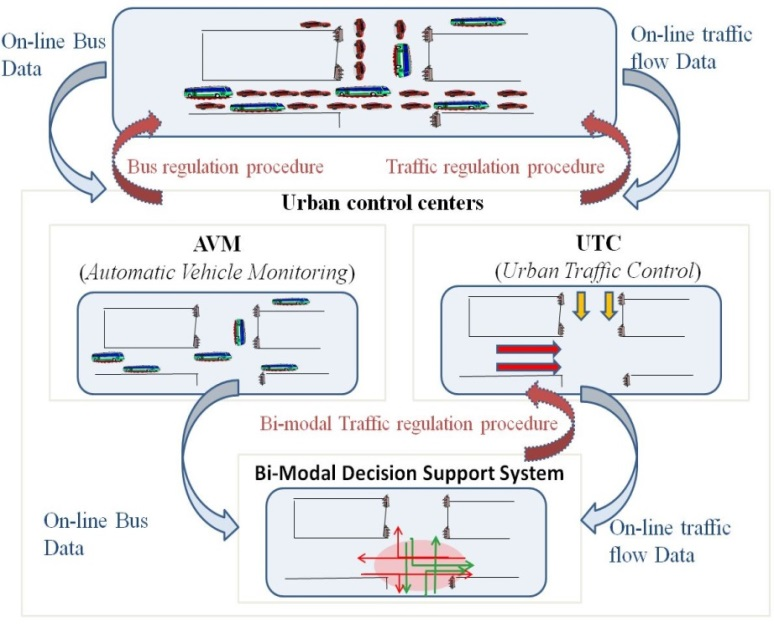 On-line Bus
Data
On-line traffic
flow Data
Bus regulation procedure
Traffic regulation procedure
Urban control centers
AVM
(Automatic Vehicle Monitoring)
UTC
(Urban Traffic Control)
Bi-modal Traffic regulation procedure
Bi-Modal Decision Support System
On-line Bus
Data
On-line traffic
flow Data